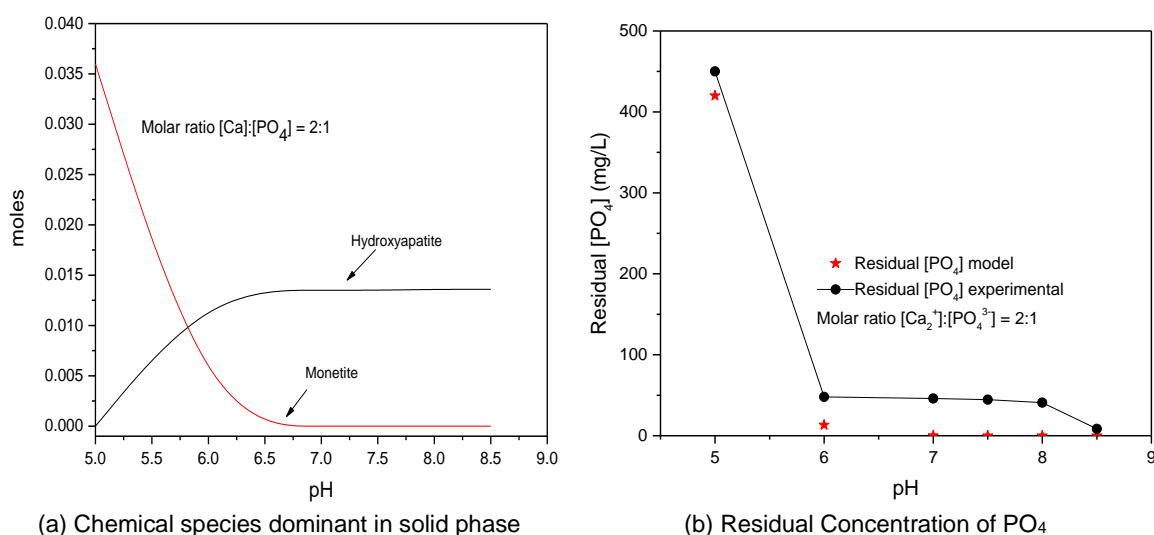 0.040
0.035
0.030
0.025
0.020
0.015
0.010
0.005
0.000
moles
Molar ratio [Ca]:[PO4] = 2:1
Hydroxyapatite
Monetite
5.0 5.5 6.0 6.5 7.0 7.5 8.0 8.5 9.0
pH
(a) Chemical species dominant in solid phase
500
400
300
200
100
0
Residual [PO4] (mg/L)
Residual [PO4] model
Residual [PO4] experimental
Molar ratio [Ca2+]:[PO43-] = 2:1
5 6 7 8 9
pH
(b) Residual Concentration of PO4